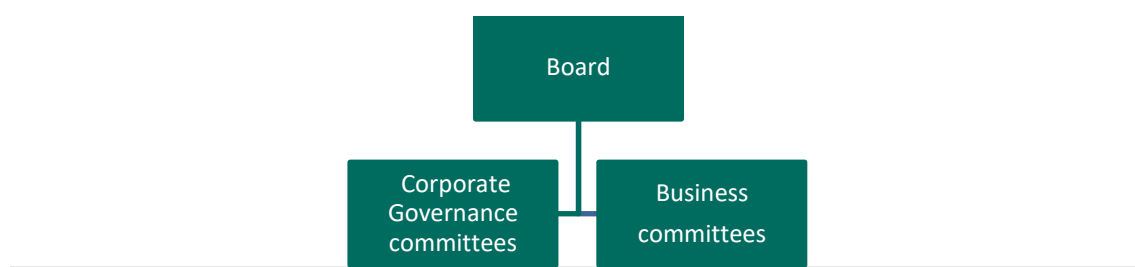 Board
Corporate
Governance
committees
Business
committees